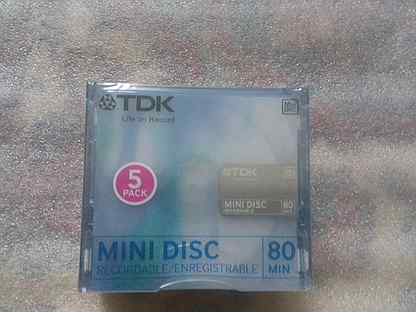 TDK
Life on Record
5
PACK
TDK
MINI DISC 80
MINI DISC 80
RECORDABLE/ENREGISTRABLE MIN